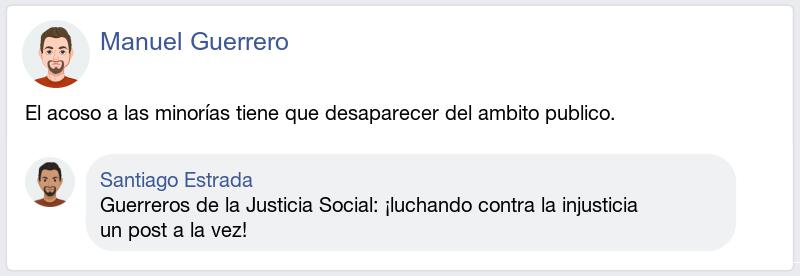 Manuel Guerrero
El acoso a las minorías tiene que desaparecer del ambito publico.
Santiago Estrada
Guerreros de la Justicia Social: ¡luchando contra la injusticia
un post a la vez!